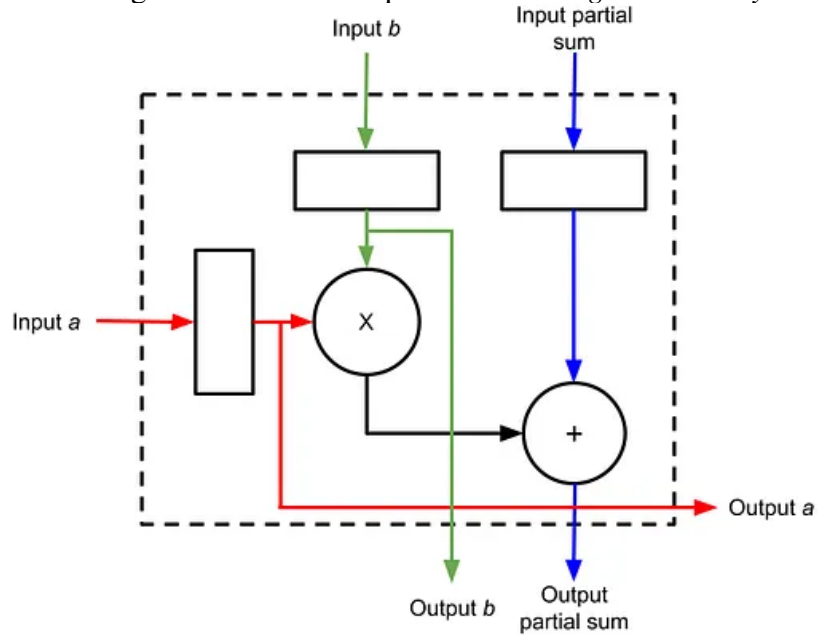 Input b
Input partial
sum
X
Input a
+
Output a
Output b
Output
partial sum